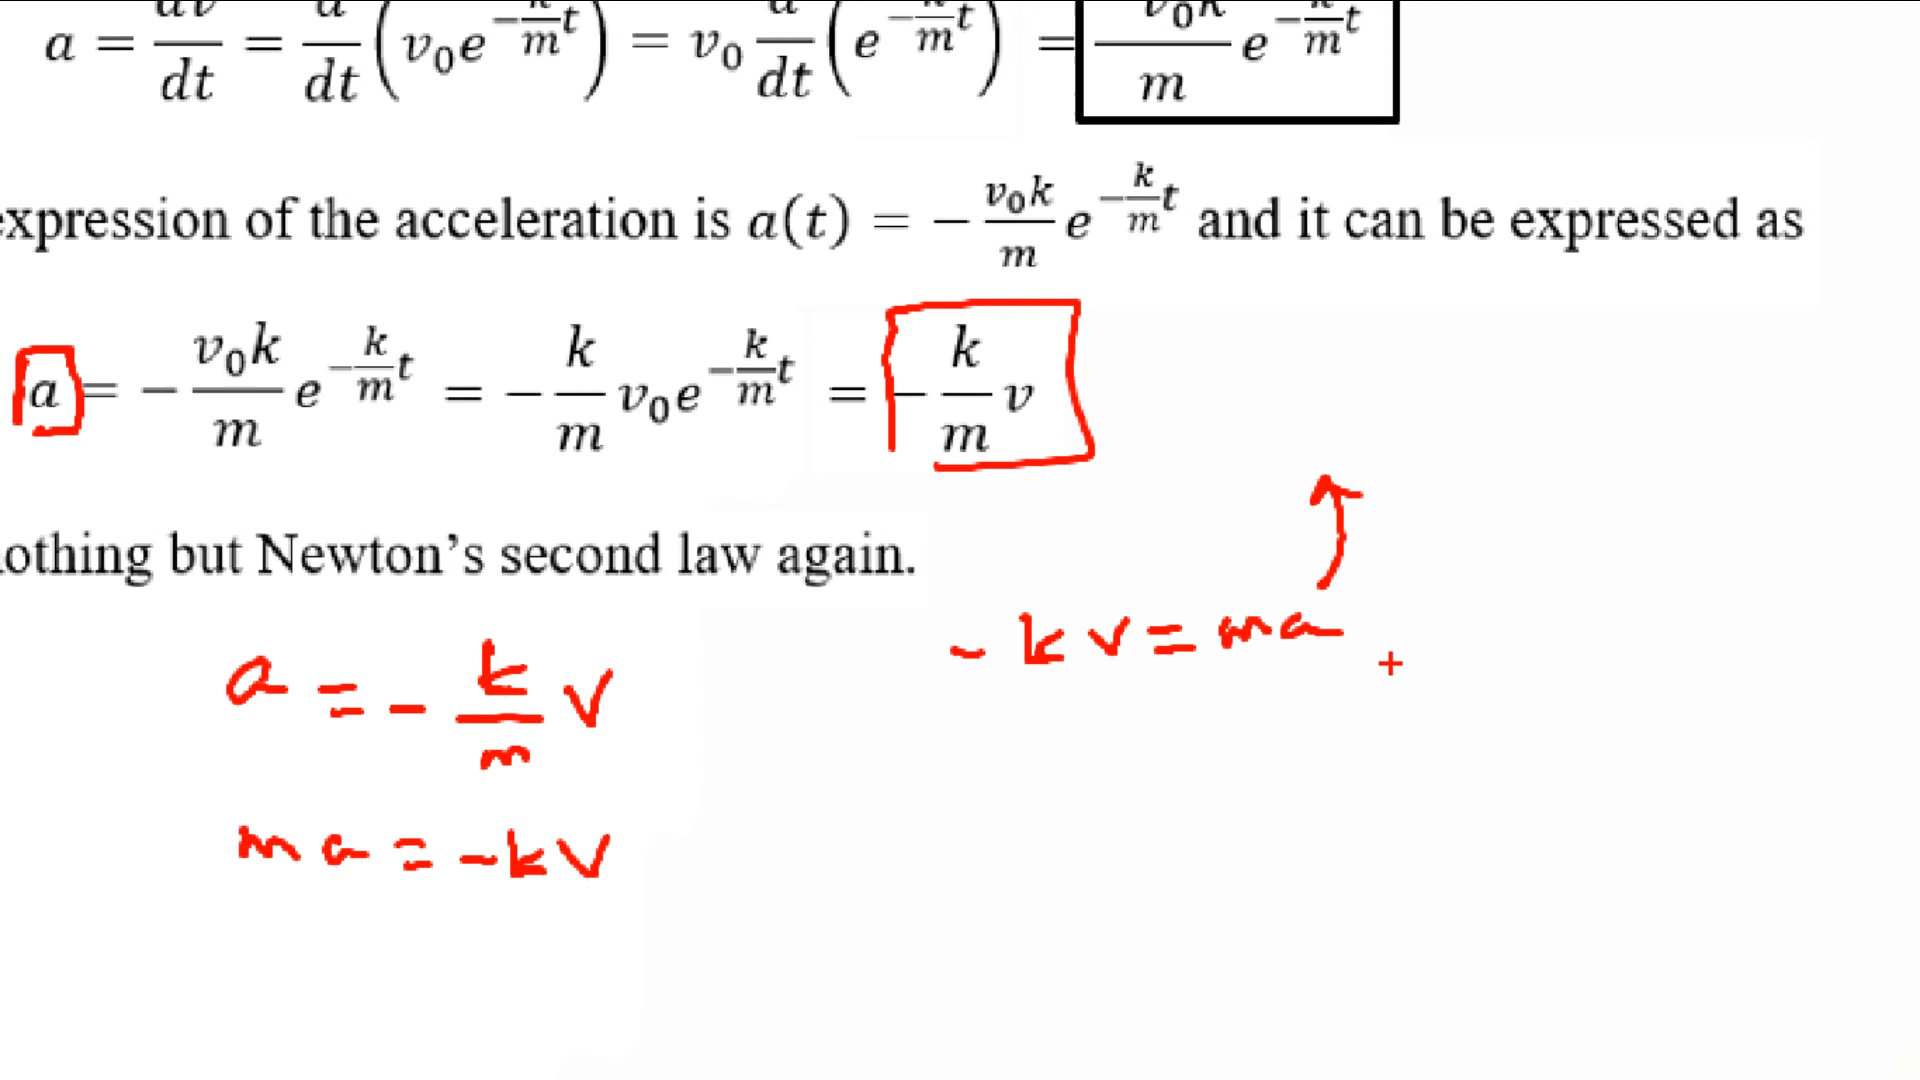 a = dv/dt = d/dt (v₀e^(−k/m t)) = v₀ d/dt (e^(−k/m t)) = v₀k/m e^(−k/m t)
expression of the acceleration is a(t) = − v₀k/m e^(−k/m t) and it can be expressed as
a = − v₀k/m e^(−k/m t) = − k/m v₀e^(−k/m t) = − k/m v
nothing but Newton's second law again.
- kv = ma
a = - k/m v
ma = -kv